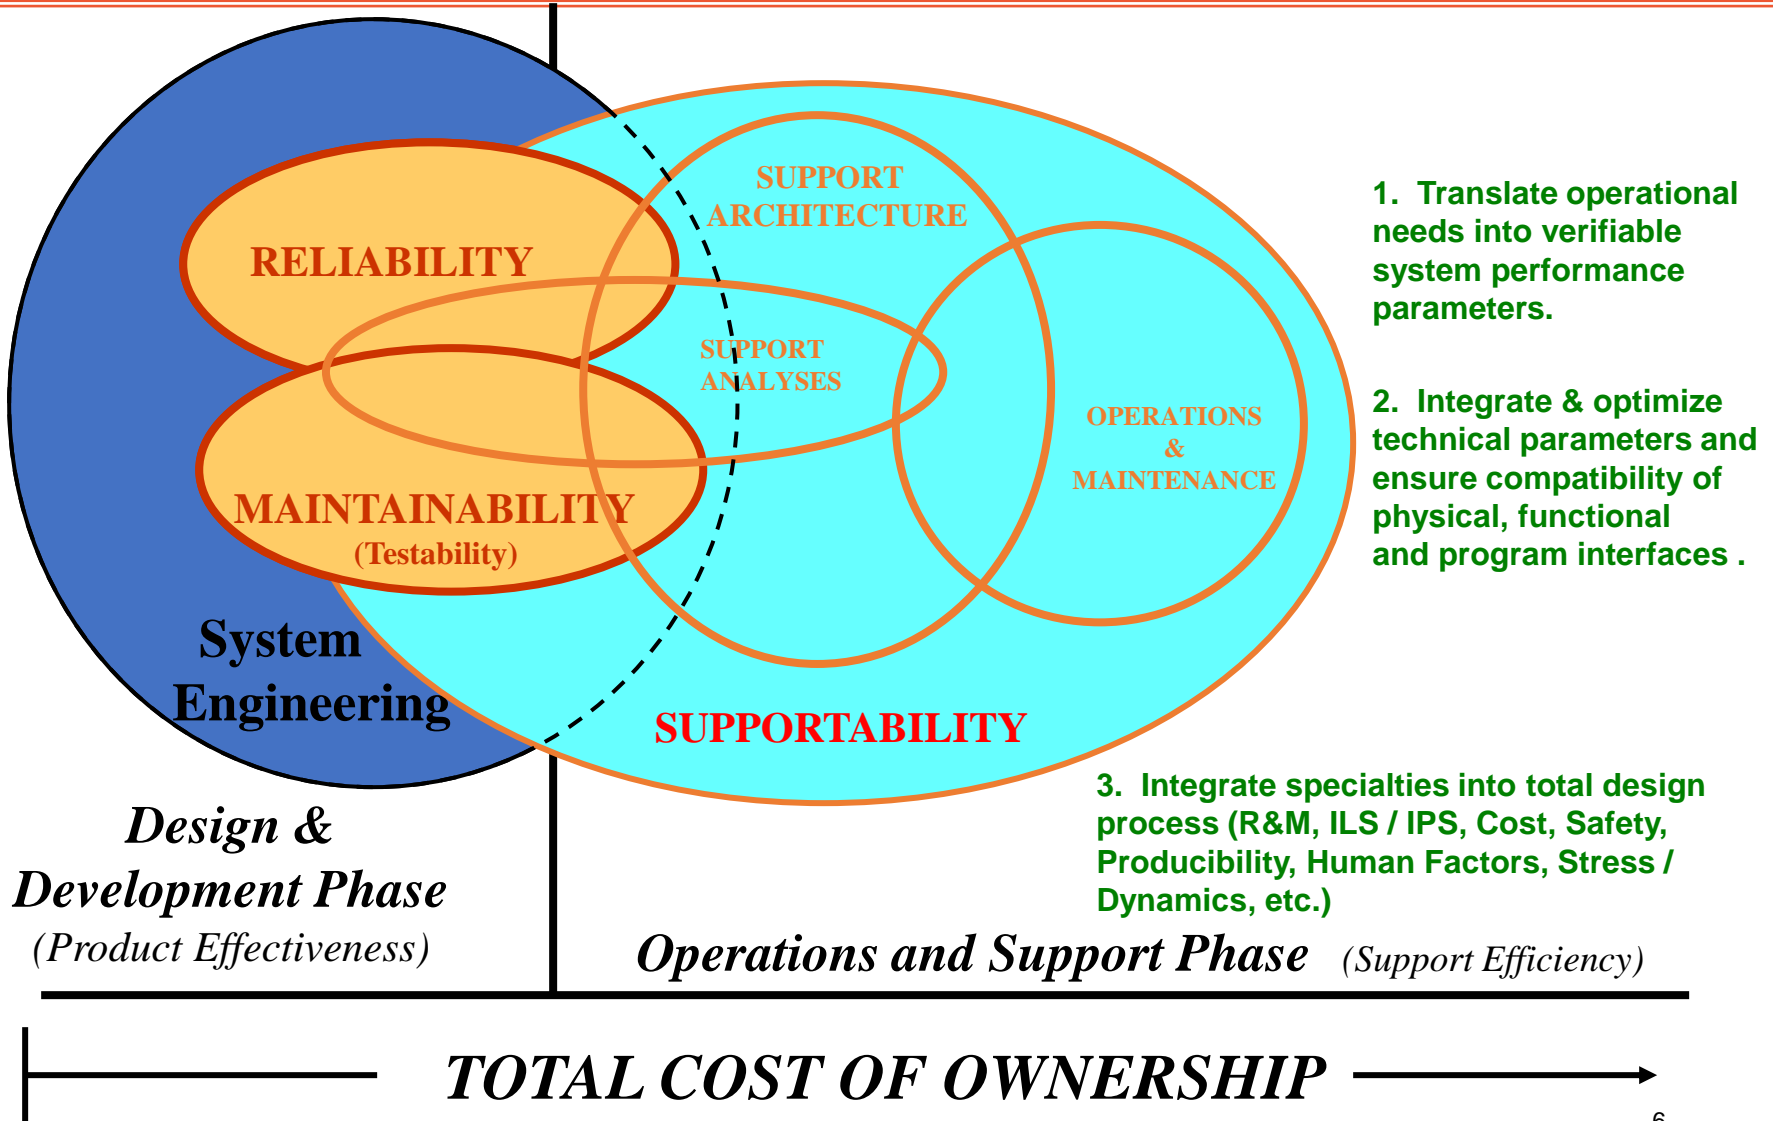 SUPPORT
ARCHITECTURE
RELIABILITY
SUPPORT
ANALYSES
OPERATIONS
&
MAINTENANCE
MAINTAINABILITY
(Testability)
System
Engineering
SUPPORTABILITY
1. Translate operational
needs into verifiable
system performance
parameters.
2. Integrate & optimize
technical parameters and
ensure compatibility of
physical, functional
and program interfaces .
3. Integrate specialties into total design
process (R&M, ILS / IPS, Cost, Safety,
Producibility, Human Factors, Stress /
Dynamics, etc.)
Design &
Development Phase
(Product Effectiveness)
Operations and Support Phase (Support Efficiency)
TOTAL COST OF OWNERSHIP
6